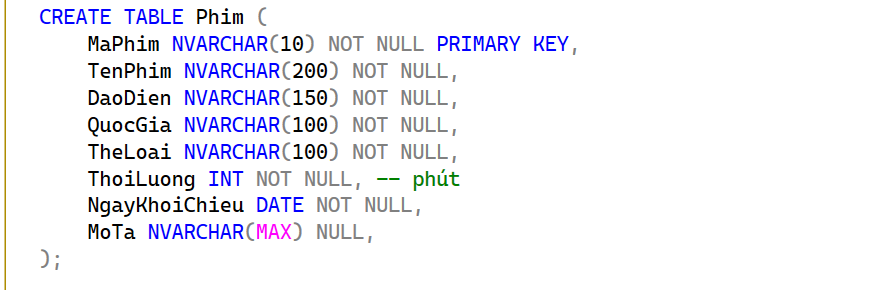 CREATE TABLE Phim (
    MaPhim NVARCHAR(10) NOT NULL PRIMARY KEY,
    TenPhim NVARCHAR(200) NOT NULL,
    DaoDien NVARCHAR(150) NOT NULL,
    QuocGia NVARCHAR(100) NOT NULL,
    TheLoai NVARCHAR(100) NOT NULL,
    ThoiLuong INT NOT NULL, -- phút
    NgayKhoiChieu DATE NOT NULL,
    MoTa NVARCHAR(MAX) NULL,
);